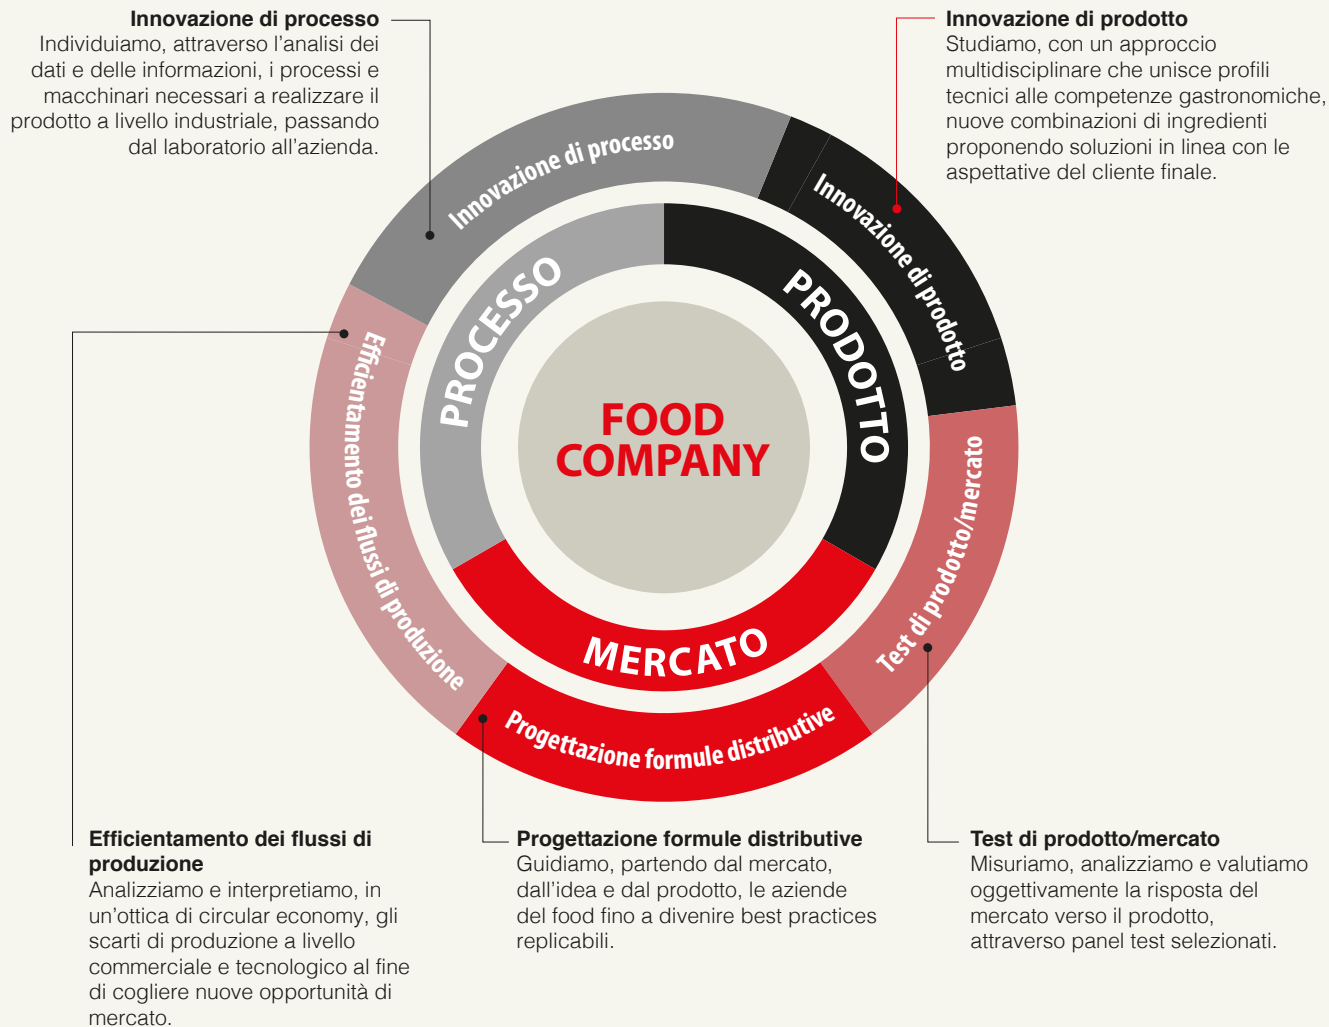 Innovazione di processo
Individuiamo, attraverso l'analisi dei
dati e delle informazioni, i processi e
macchinari necessari a realizzare il
prodotto a livello industriale, passando
dal laboratorio all'azienda.
Innovazione di prodotto
Studiamo, con un approccio
multidisciplinare che unisce profili
tecnici alle competenze gastronomiche,
nuove combinazioni di ingredienti
proponendo soluzioni in linea con le
aspettative del cliente finale.
Innovazione di processo
Innovazione di prodotto
Test di prodotto/mercato
Progettazione formule distributive
Efficientamento dei flussi di produzione
PROCESSO
PRODOTTO
MERCATO
FOOD
COMPANY
Efficientamento dei flussi di
produzione
Analizziamo e interpretiamo, in
un'ottica di circular economy, gli
scarti di produzione a livello
commerciale e tecnologico al fine
di cogliere nuove opportunità di
mercato.
Progettazione formule distributive
Guidiamo, partendo dal mercato,
dall'idea e dal prodotto, le aziende
del food fino a divenire best practices
replicabili.
Test di prodotto/mercato
Misuriamo, analizziamo e valutiamo
oggettivamente la risposta del
mercato verso il prodotto,
attraverso panel test selezionati.